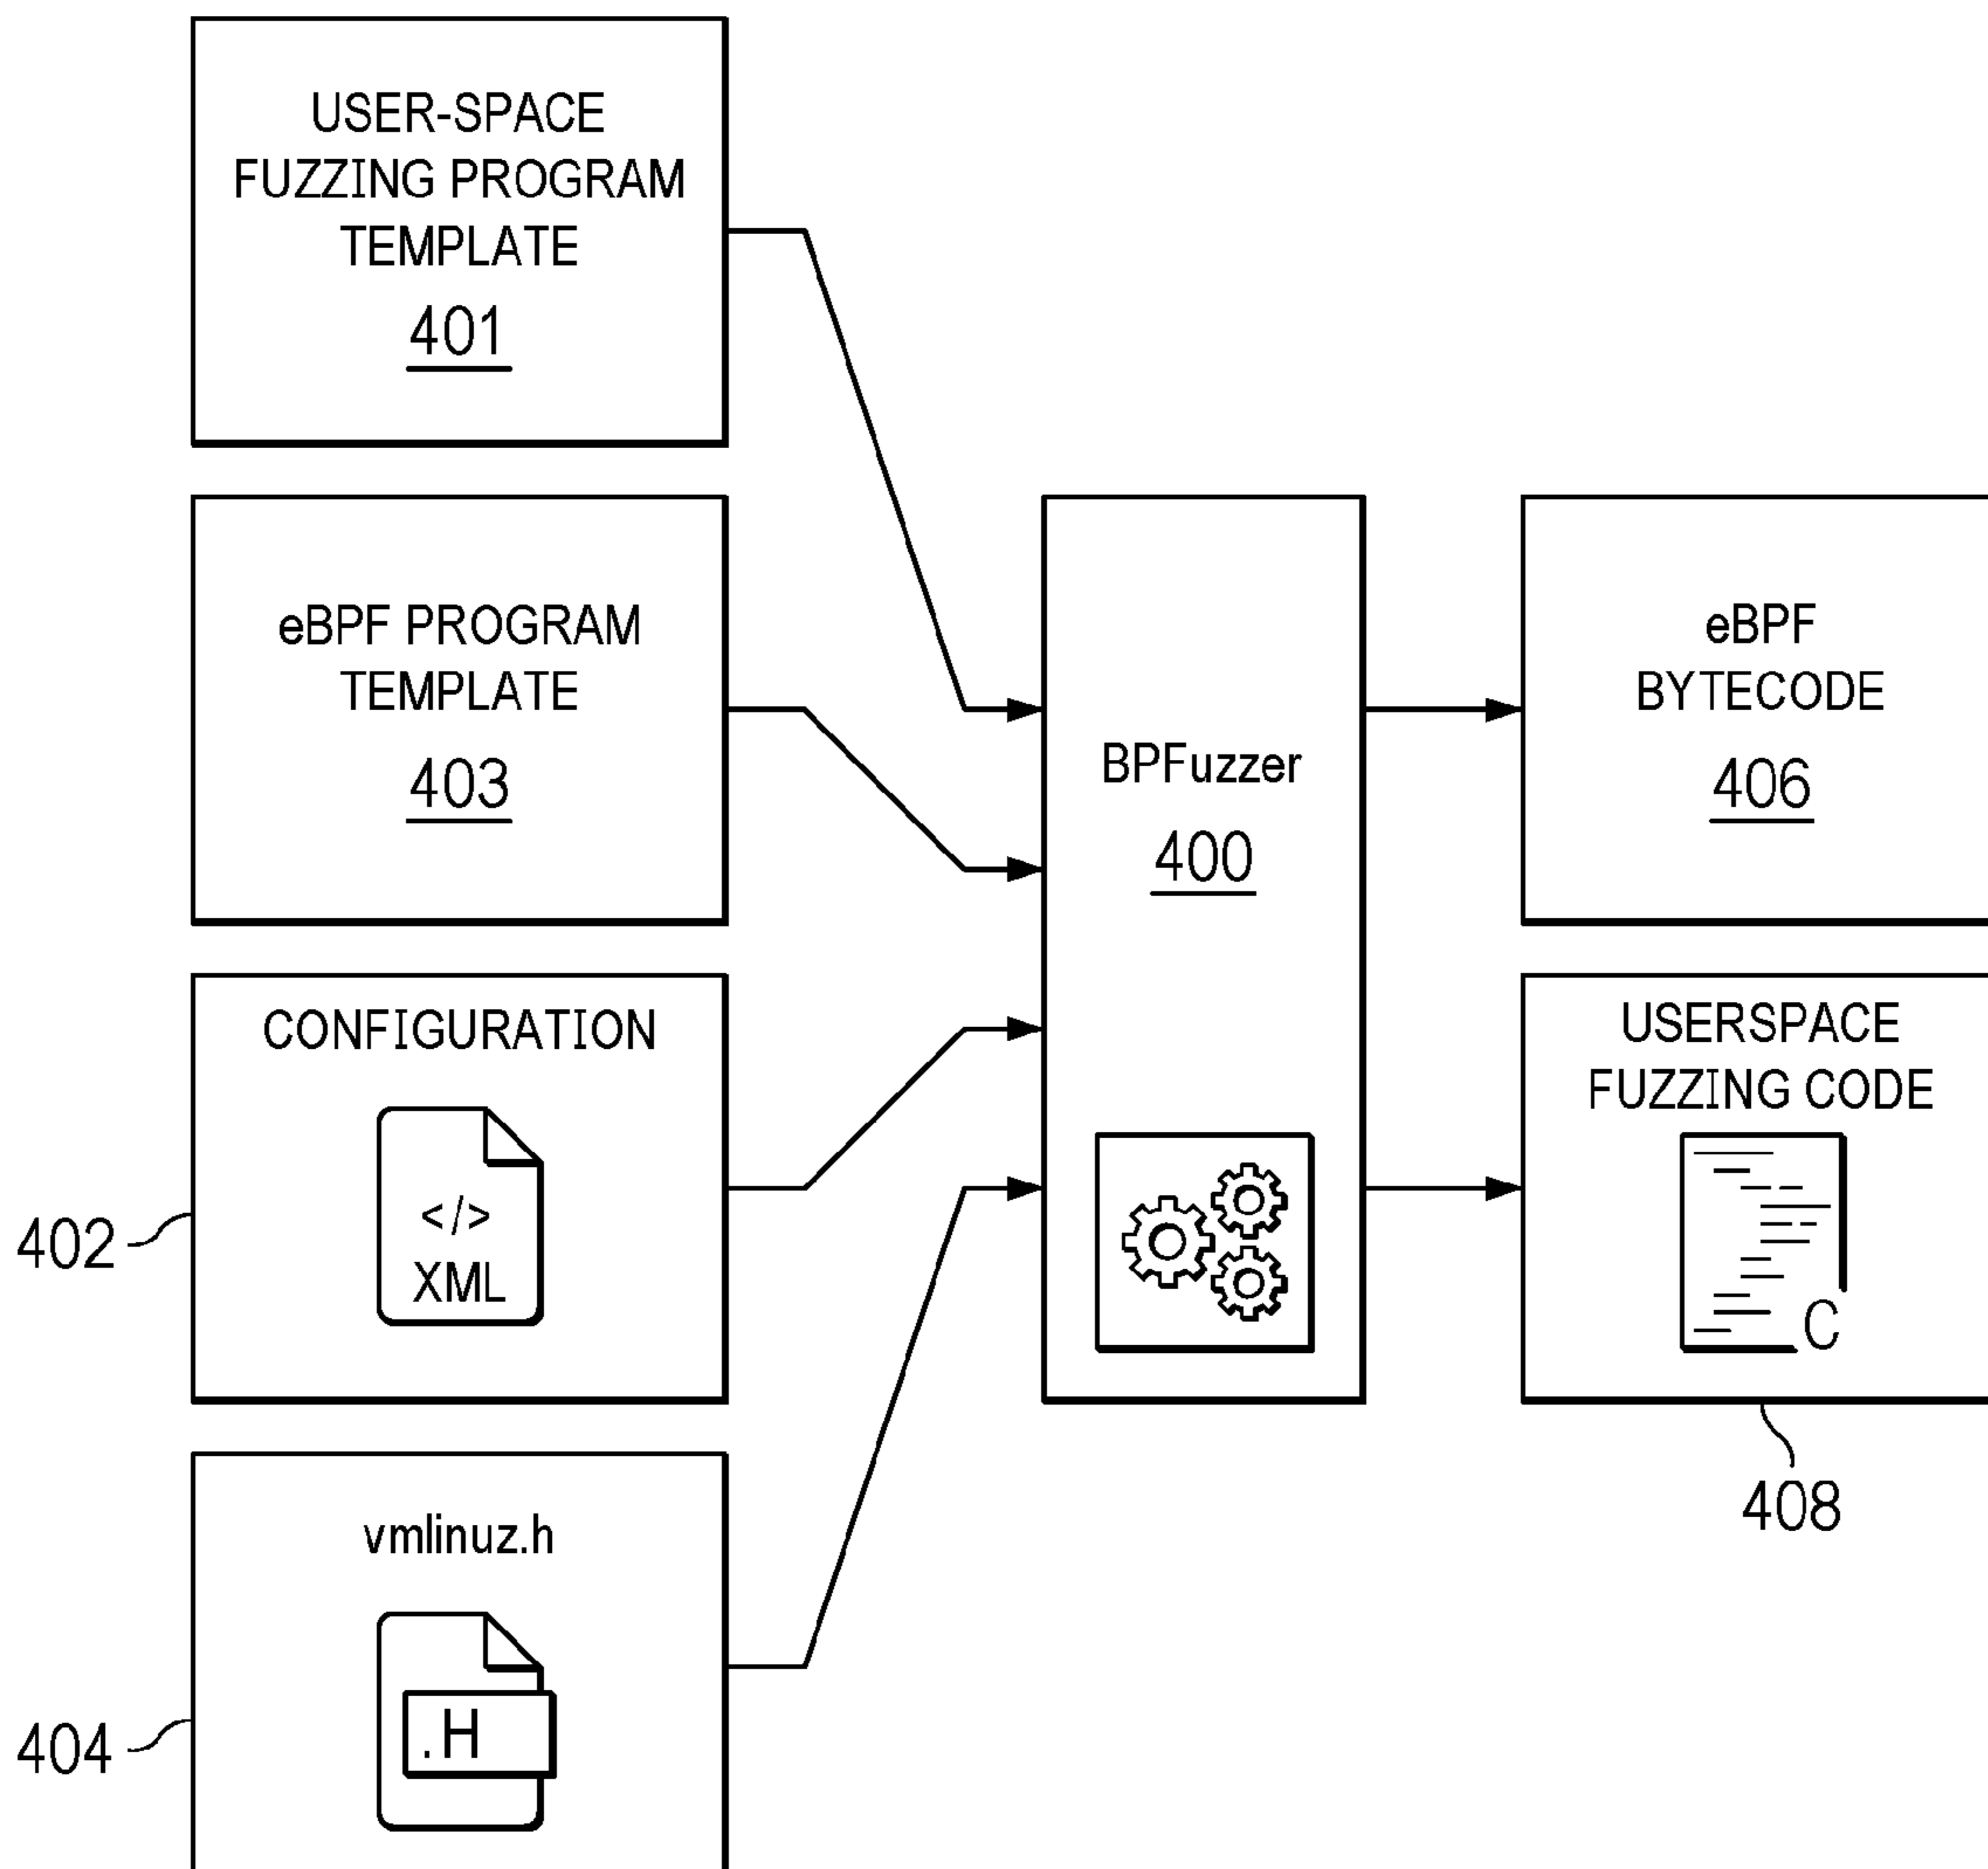 USER-SPACE
FUZZING PROGRAM
TEMPLATE
401
eBPF PROGRAM
TEMPLATE
403
CONFIGURATION
</>
XML
402
vmlinuz.h
.H
404
BPFuzzer
400
eBPF
BYTECODE
406
USERSPACE
FUZZING CODE
C
408